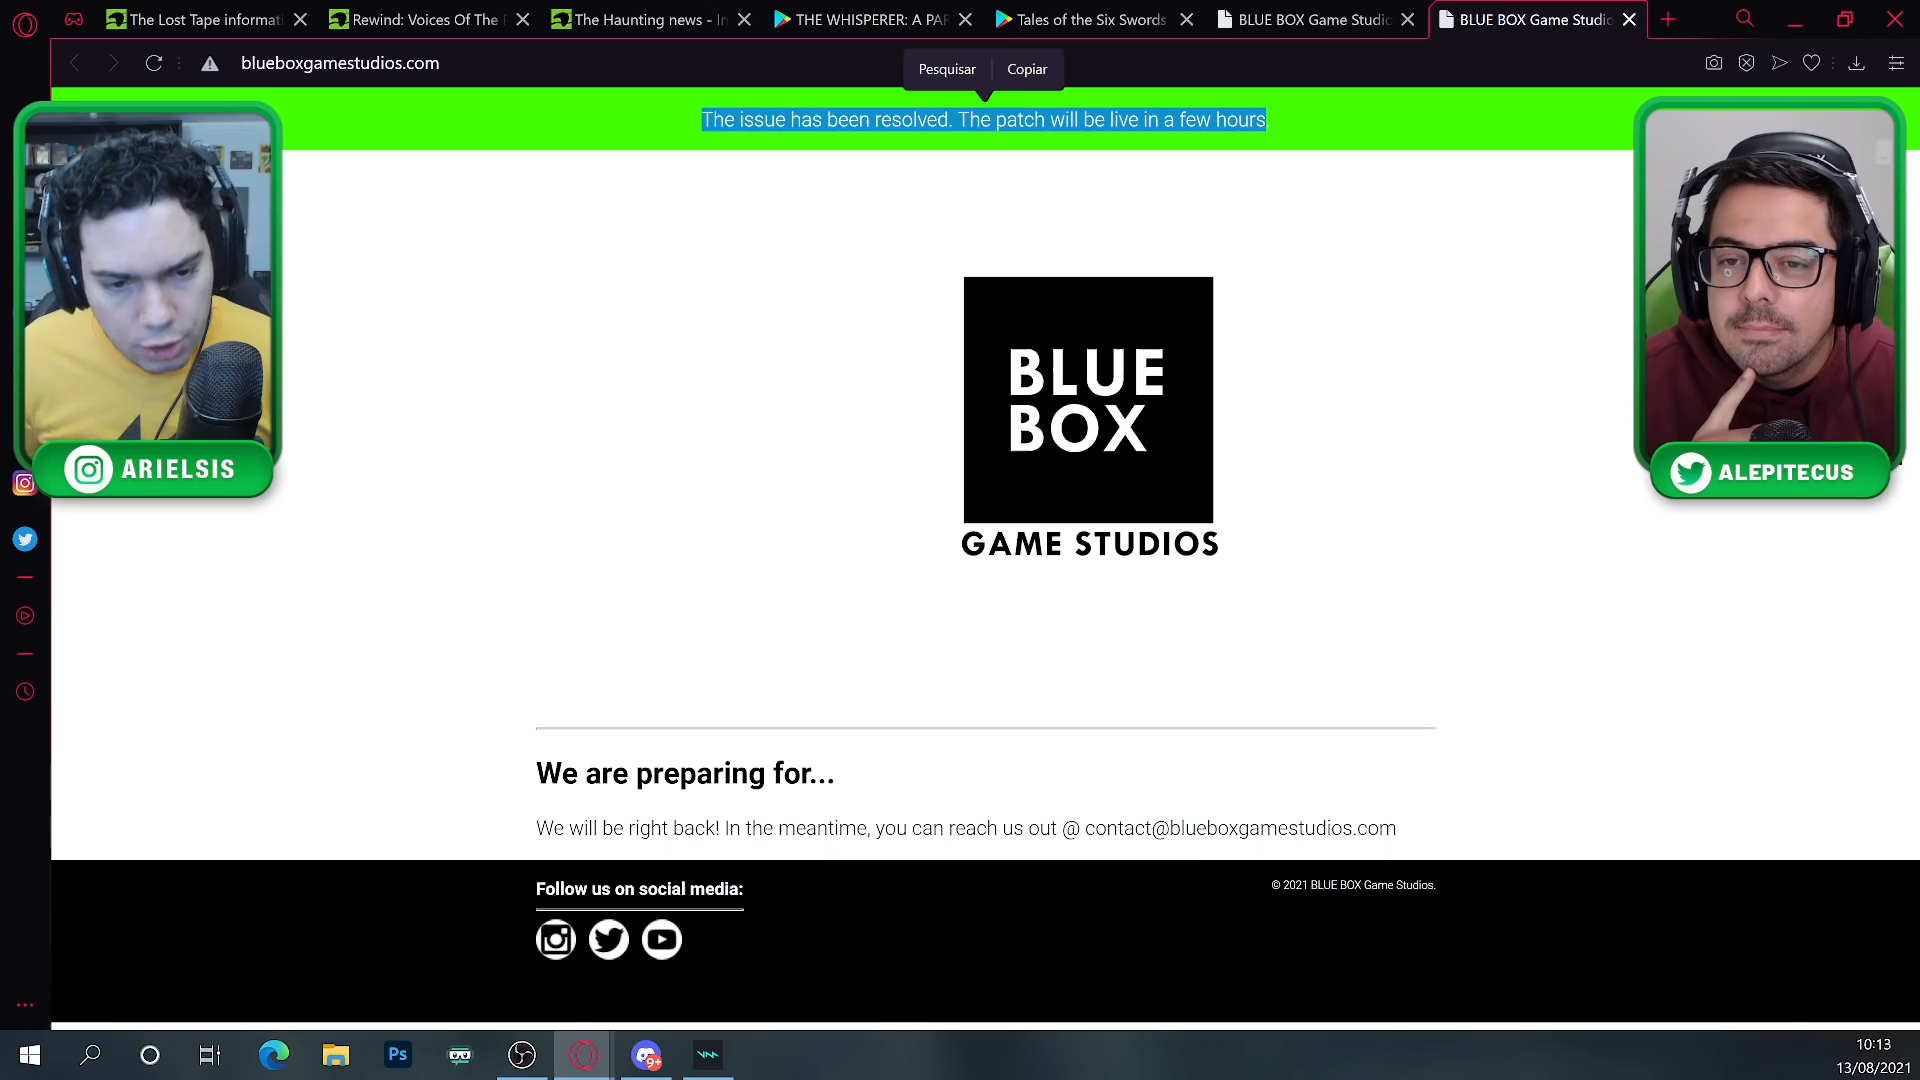 The Lost Tape informati
Rewind: Voices Of The
The Haunting news - In
THE WHISPERER: A PAR
Tales of the Six Swords
BLUE BOX Game Studio
BLUE BOX Game Studio
blueboxgamestudios.com
Pesquisar
Copiar
The issue has been resolved. The patch will be live in a few hours
ARIELSIS
ALEPITECUS
BLUE
BOX
GAME STUDIOS
We are preparing for...
We will be right back! In the meantime, you can reach us out @ contact@blueboxgamestudios.com
Follow us on social media:
© 2021 BLUE BOX Game Studios.
Ps
9+
10:13
13/08/2021